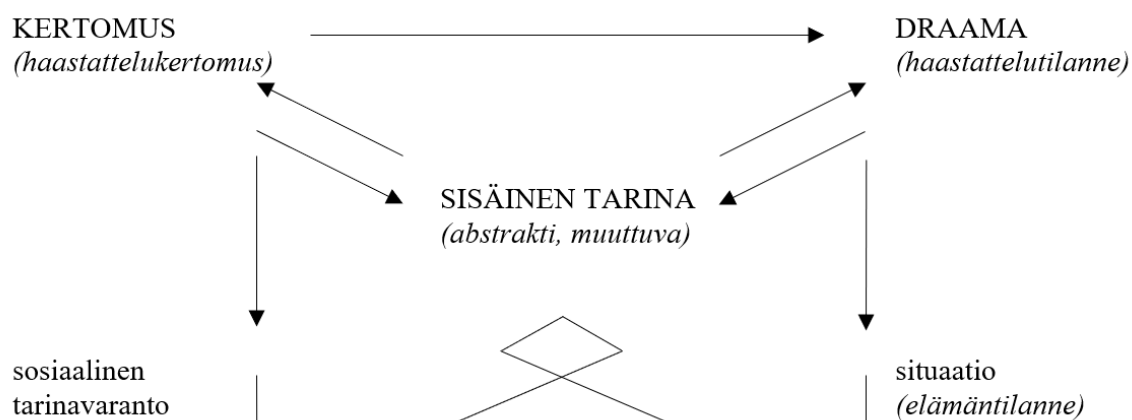 KERTOMUS
(haastattelukertomus)
DRAAMA
(haastattelutilanne)
SISÄINEN TARINA
(abstrakti, muuttuva)
sosiaalinen
tarinavaranto
situaatio
(elämäntilanne)